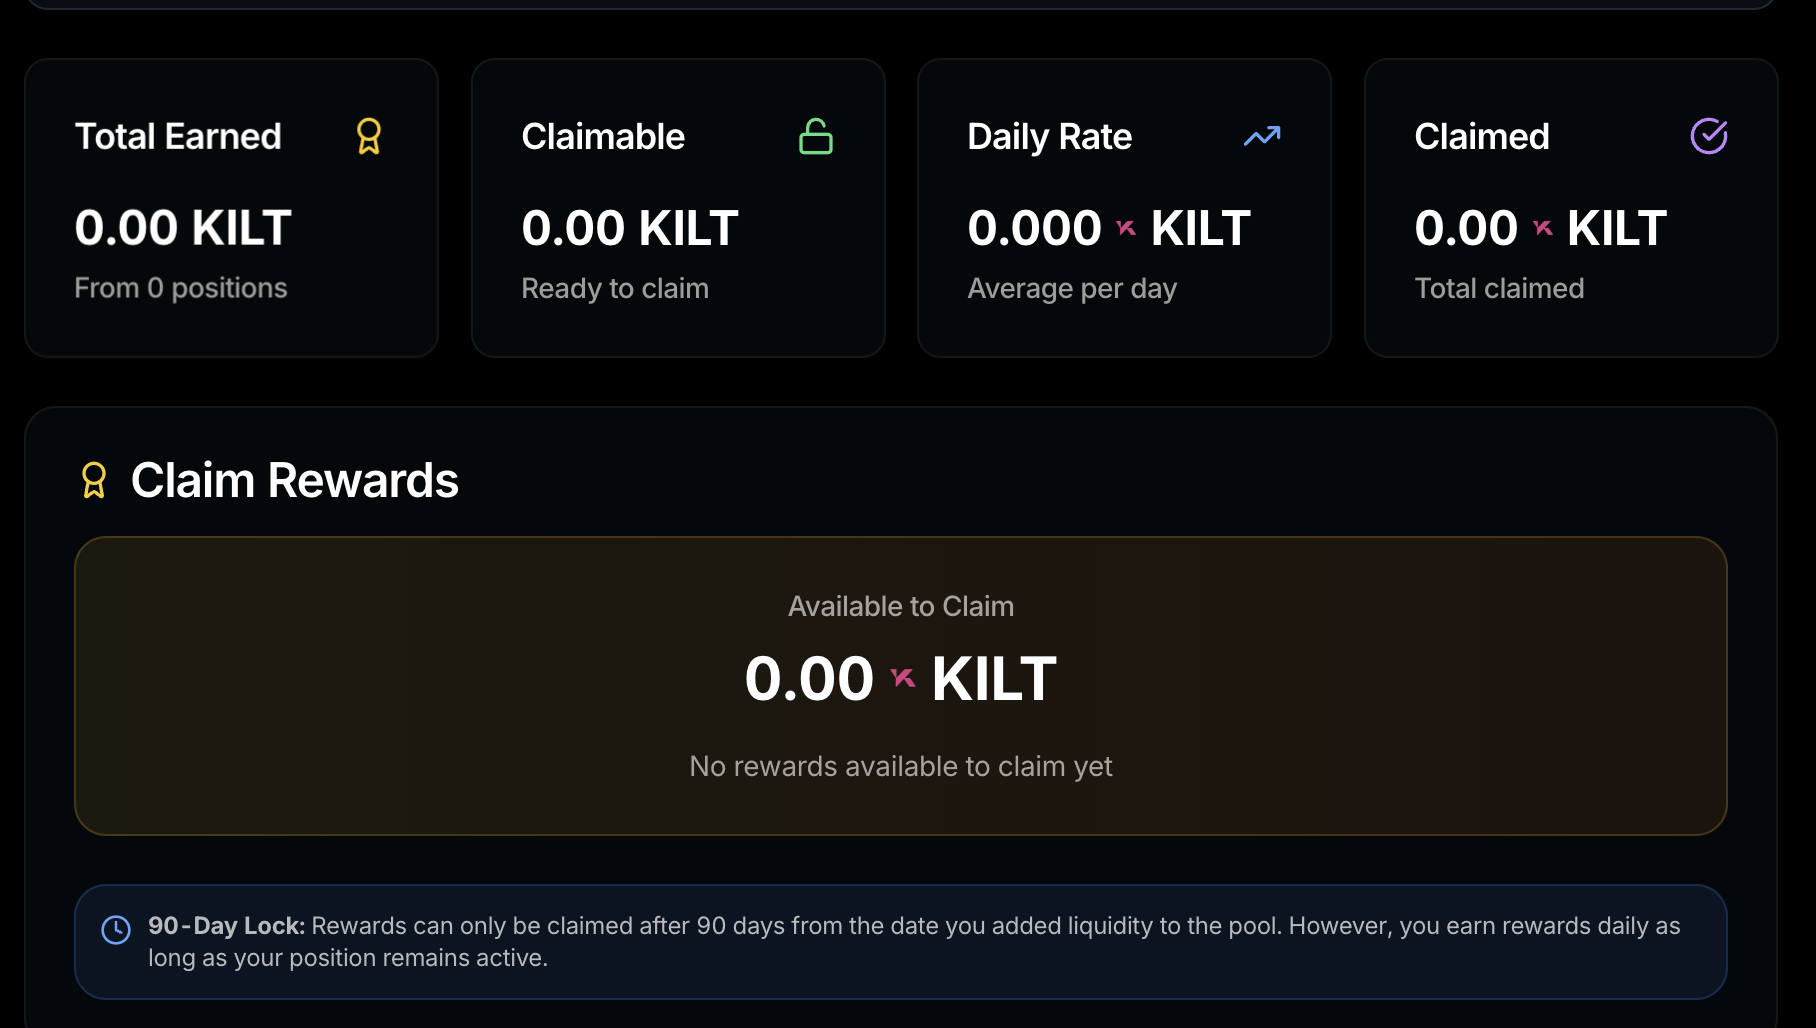 Total Earned
0.00 KILT
From 0 positions
Claimable
0.00 KILT
Ready to claim
Daily Rate
0.000 KILT
Average per day
Claimed
0.00 KILT
Total claimed
Claim Rewards
Available to Claim
0.00 KILT
No rewards available to claim yet
90-Day Lock: Rewards can only be claimed after 90 days from the date you added liquidity to the pool. However, you earn rewards daily as
long as your position remains active.